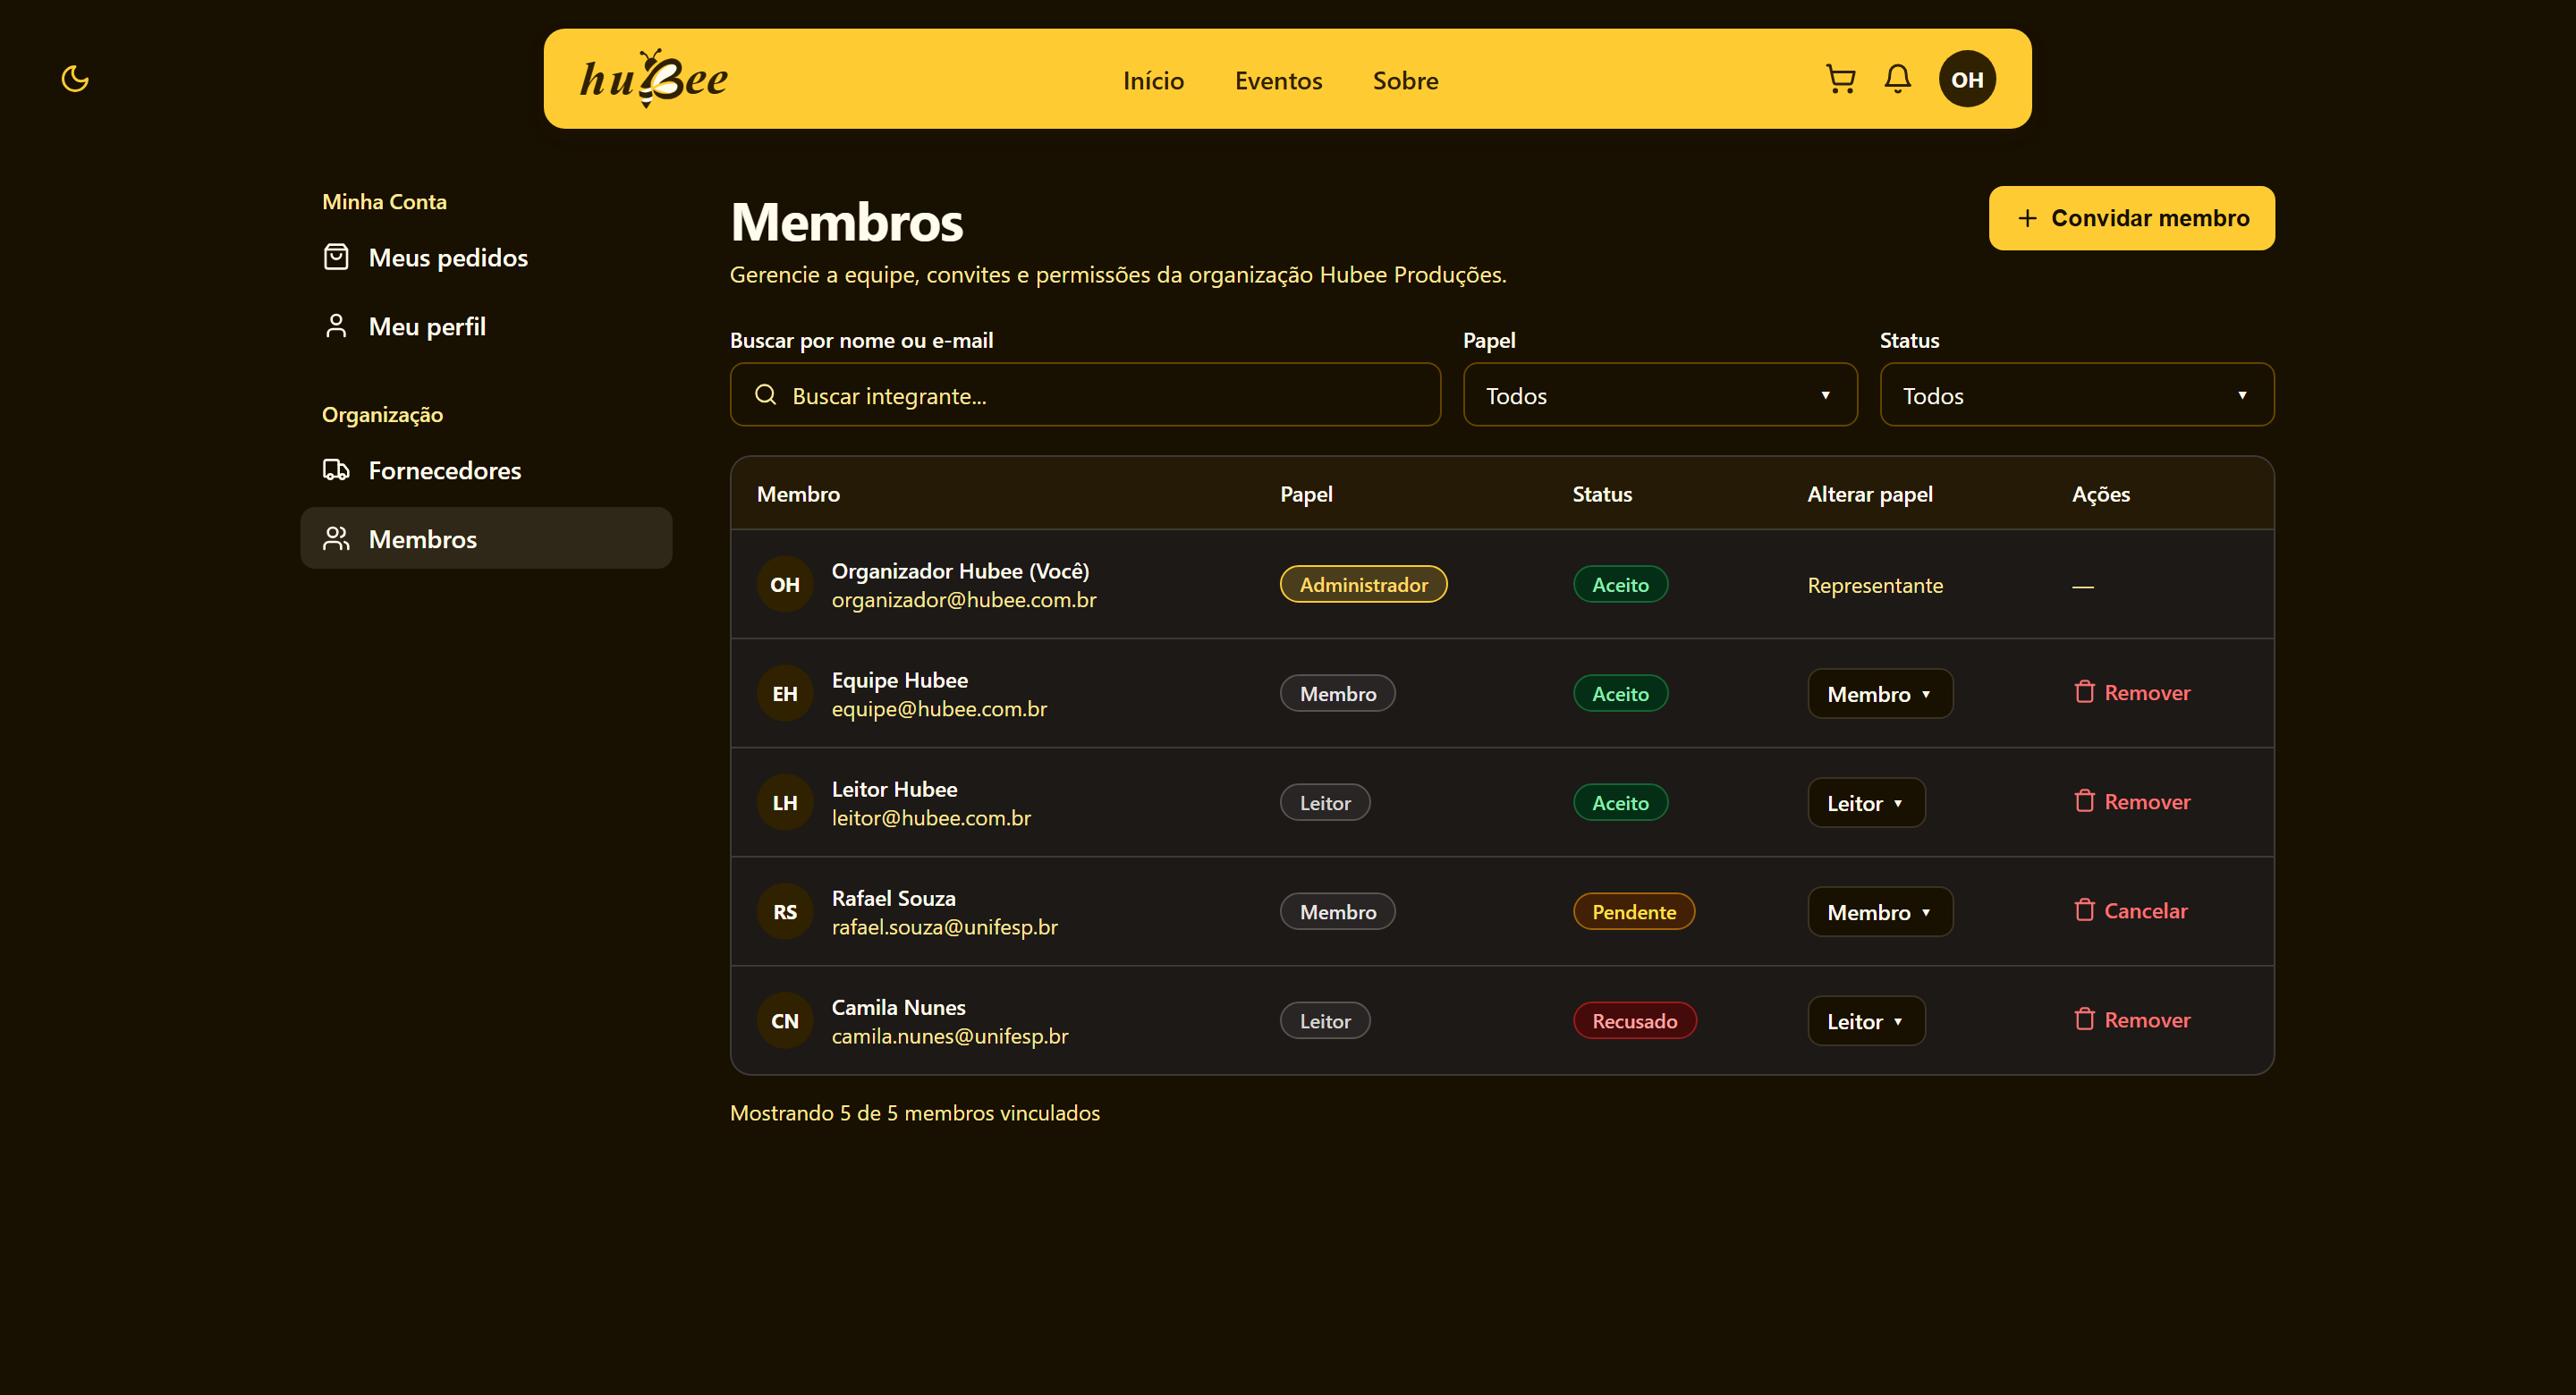 huBee
Início Eventos Sobre
OH
Minha Conta
Meus pedidos
Meu perfil
Organização
Fornecedores
Membros
Membros
Gerencie a equipe, convites e permissões da organização Hubee Produções.
+ Convidar membro
Buscar por nome ou e-mail Papel Status
Buscar integrante... Todos Todos
Membro Papel Status Alterar papel Ações
OH Organizador Hubee (Você) Administrador Aceito Representante —
organizador@hubee.com.br
EH Equipe Hubee Membro Aceito Membro Remover
equipe@hubee.com.br
LH Leitor Hubee Leitor Aceito Leitor Remover
leitor@hubee.com.br
RS Rafael Souza Membro Pendente Membro Cancelar
rafael.souza@unifesp.br
CN Camila Nunes Leitor Recusado Leitor Remover
camila.nunes@unifesp.br
Mostrando 5 de 5 membros vinculados